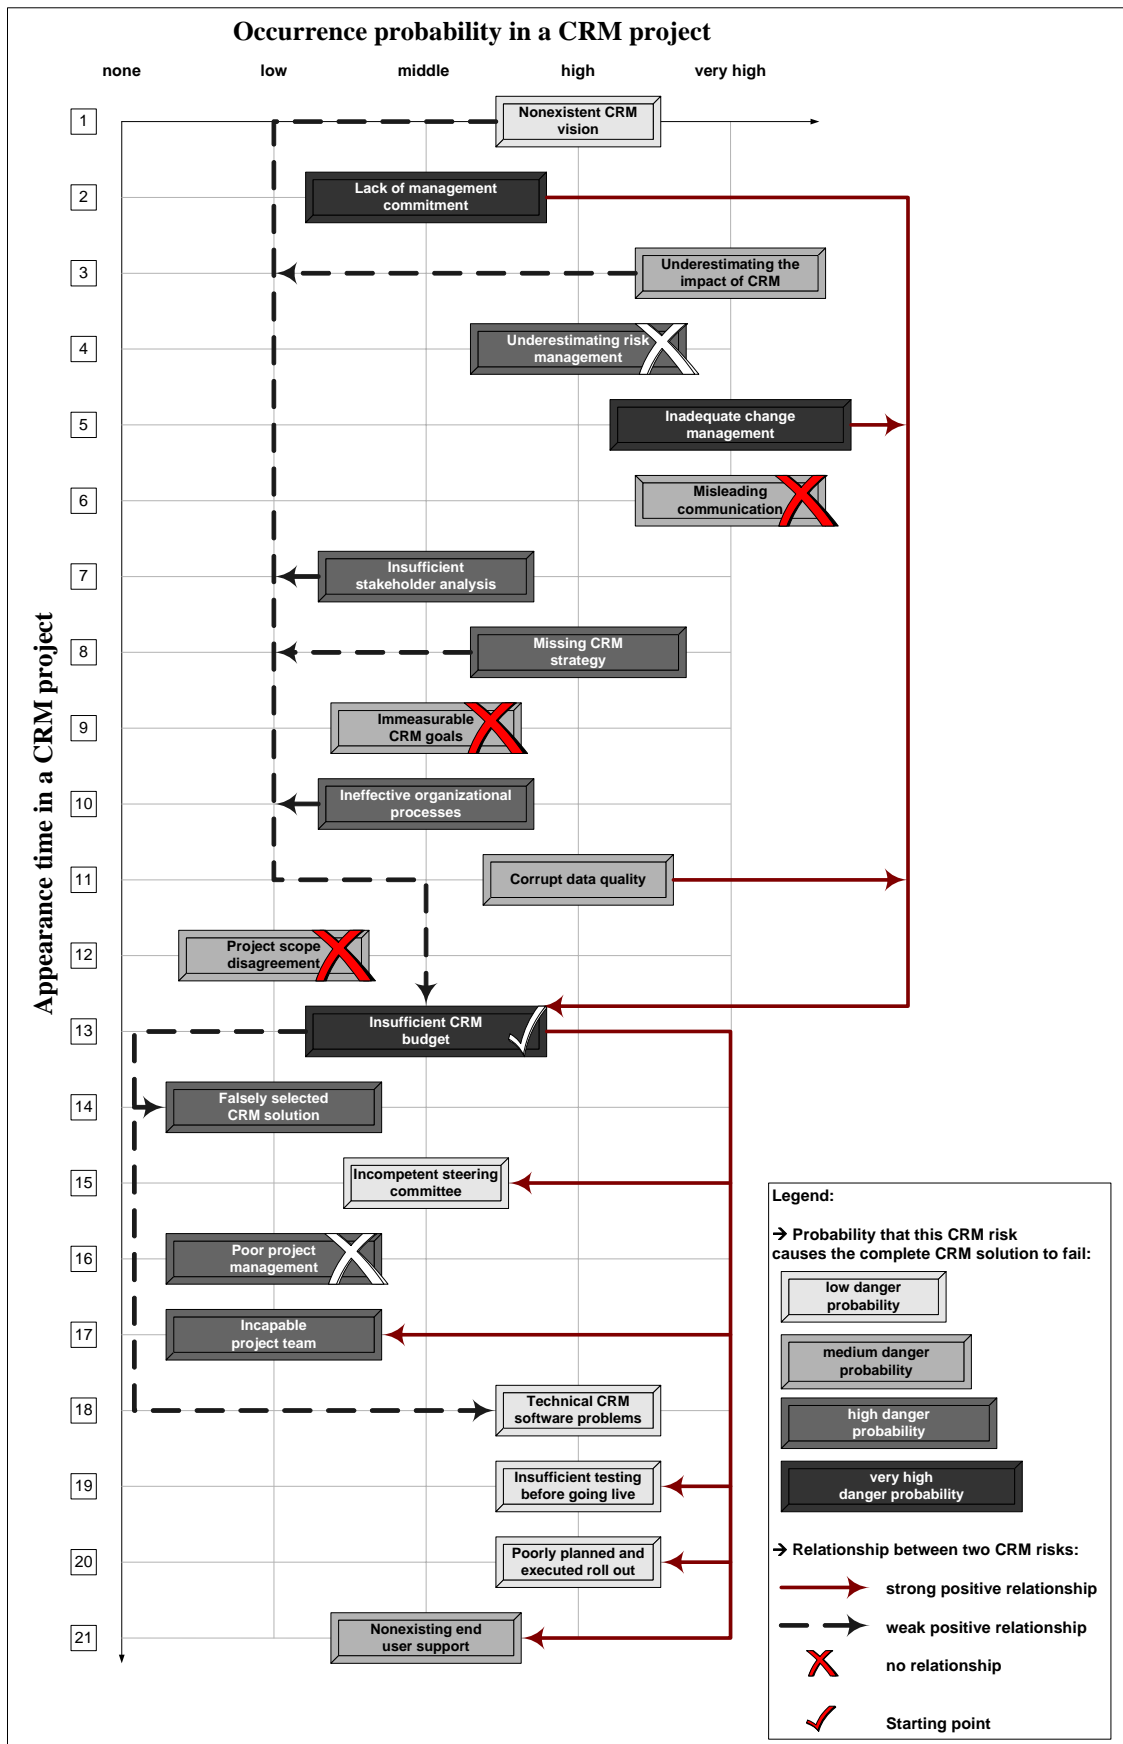 Occurrence probability in a CRM project
none low middle high very high
Appearance time in a CRM project
1
Nonexistent CRM
vision
2
Lack of management
commitment
3
Underestimating the
impact of CRM
4
Underestimating risk
management
5
Inadequate change
management
6
Misleading
communication
7
Insufficient
stakeholder analysis
8
Missing CRM
strategy
9
Immeasurable
CRM goals
10
Ineffective organizational
processes
11
Corrupt data quality
12
Project scope
disagreement
13
Insufficient CRM
budget
14
Falsely selected
CRM solution
15
Incompetent steering
committee
16
Poor project
management
17
Incapable
project team
18
Technical CRM
software problems
19
Insufficient testing
before going live
20
Poorly planned and
executed roll out
21
Nonexisting end
user support
Legend:
→ Probability that this CRM risk
causes the complete CRM solution to fail:
low danger
probability
medium danger
probability
high danger
probability
very high
danger probability
→ Relationship between two CRM risks:
strong positive relationship
weak positive relationship
no relationship
Starting point